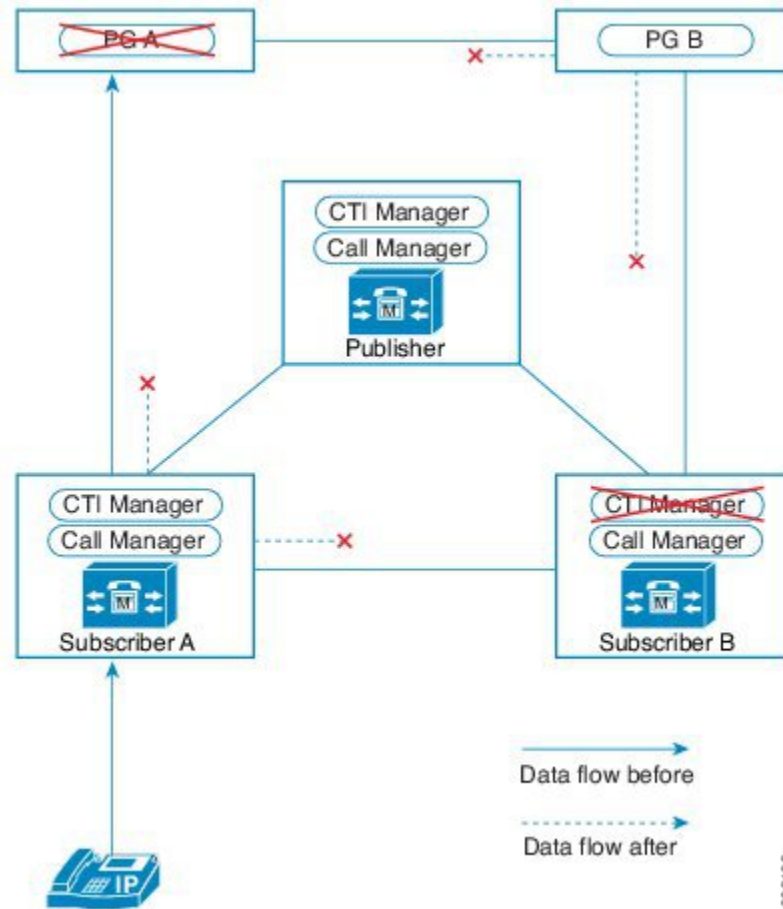 PG A
PG B
CTI Manager
Call Manager
M
Publisher
CTI Manager
Call Manager
M
Subscriber A
CTI Manager
Call Manager
M
Subscriber B
Data flow before
Data flow after
IP